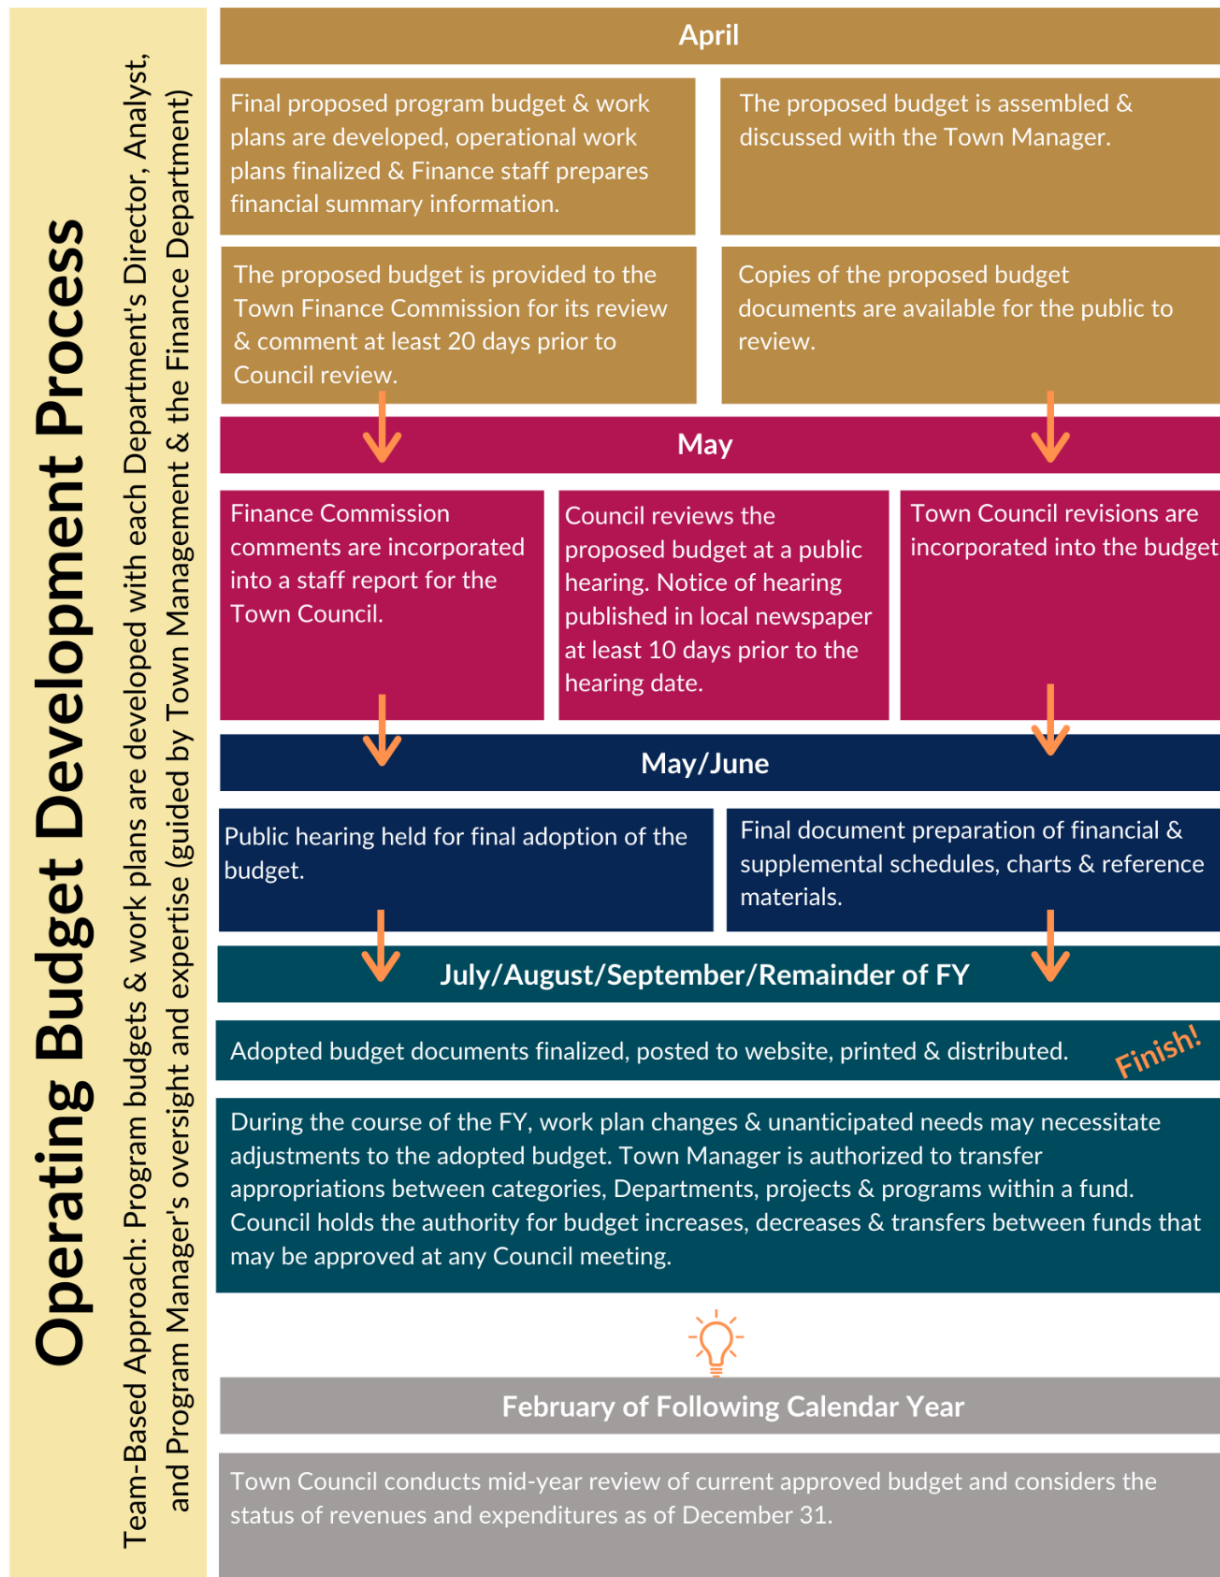 Operating Budget Development Process
Team-Based Approach: Program budgets & work plans are developed with each Department's Director, Analyst,
and Program Manager's oversight and expertise (guided by Town Management & the Finance Department)
April
Final proposed program budget & work
plans are developed, operational work
plans finalized & Finance staff prepares
financial summary information.
The proposed budget is assembled &
discussed with the Town Manager.
The proposed budget is provided to the
Town Finance Commission for its review
& comment at least 20 days prior to
Council review.
Copies of the proposed budget
documents are available for the public to
review.
May
Finance Commission
comments are incorporated
into a staff report for the
Town Council.
Council reviews the
proposed budget at a public
hearing. Notice of hearing
published in local newspaper
at least 10 days prior to the
hearing date.
Town Council revisions are
incorporated into the budget
May/June
Public hearing held for final adoption of the
budget.
Final document preparation of financial &
supplemental schedules, charts & reference
materials.
July/August/September/Remainder of FY
Adopted budget documents finalized, posted to website, printed & distributed.
Finish!
During the course of the FY, work plan changes & unanticipated needs may necessitate
adjustments to the adopted budget. Town Manager is authorized to transfer
appropriations between categories, Departments, projects & programs within a fund.
Council holds the authority for budget increases, decreases & transfers between funds that
may be approved at any Council meeting.
February of Following Calendar Year
Town Council conducts mid-year review of current approved budget and considers the
status of revenues and expenditures as of December 31.